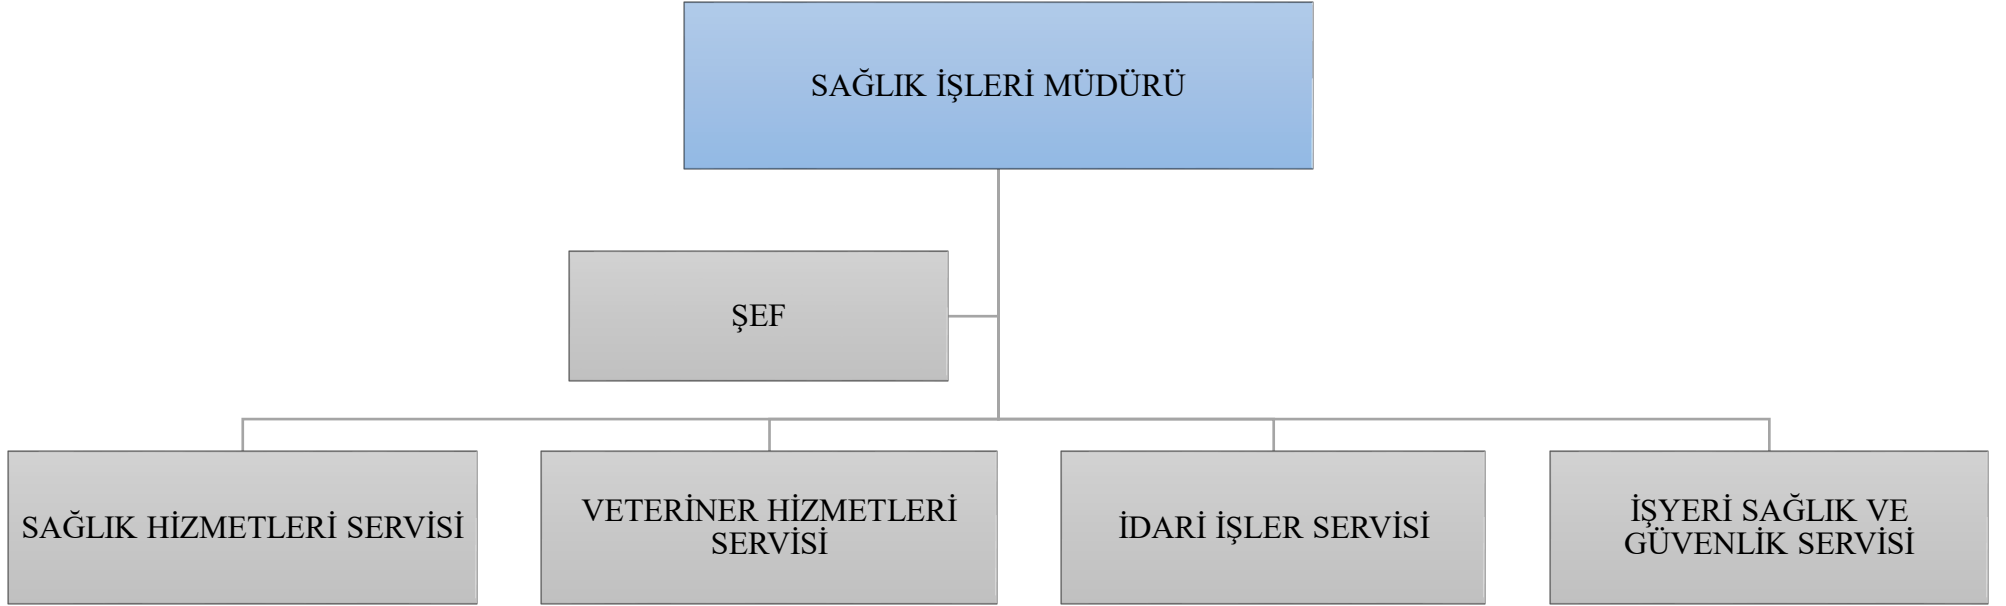 SAĞLIK İŞLERİ MÜDÜRÜ
ŞEF
SAĞLIK HİZMETLERİ SERVİSİ
VETERİNER HİZMETLERİ
SERVİSİ
İDARİ İŞLER SERVİSİ
İŞYERİ SAĞLIK VE
GÜVENLİK SERVİSİ